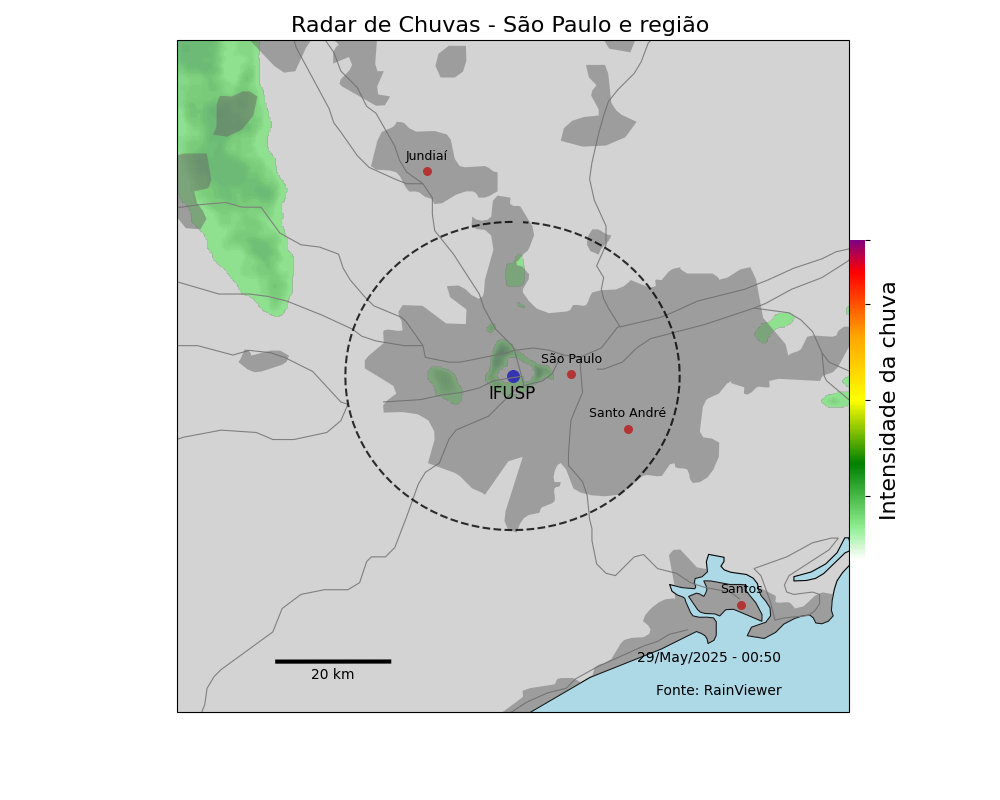 Radar de Chuvas - São Paulo e região
Jundiaí
São Paulo
IFUSP
Santo André
Intensidade da chuva
Santos
29/May/2025 - 00:50
20 km
Fonte: RainViewer